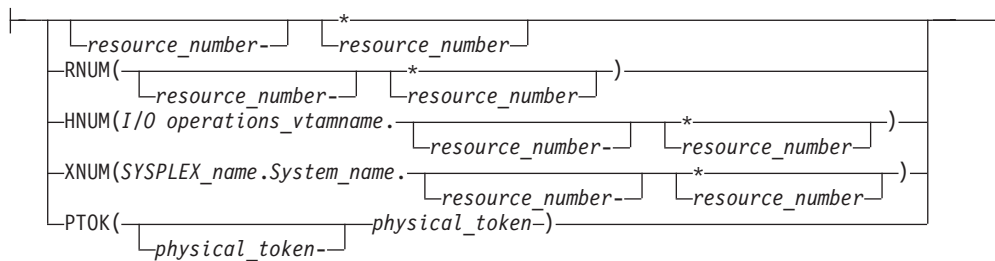 *
resource_number- resource_number
RNUM( * )
resource_number- resource_number
HNUM(I/O operations_vtamname. * )
resource_number- resource_number
XNUM(SYSPLEX_name.System_name. * )
resource_number- resource_number
PTOK( physical_token )
physical_token-